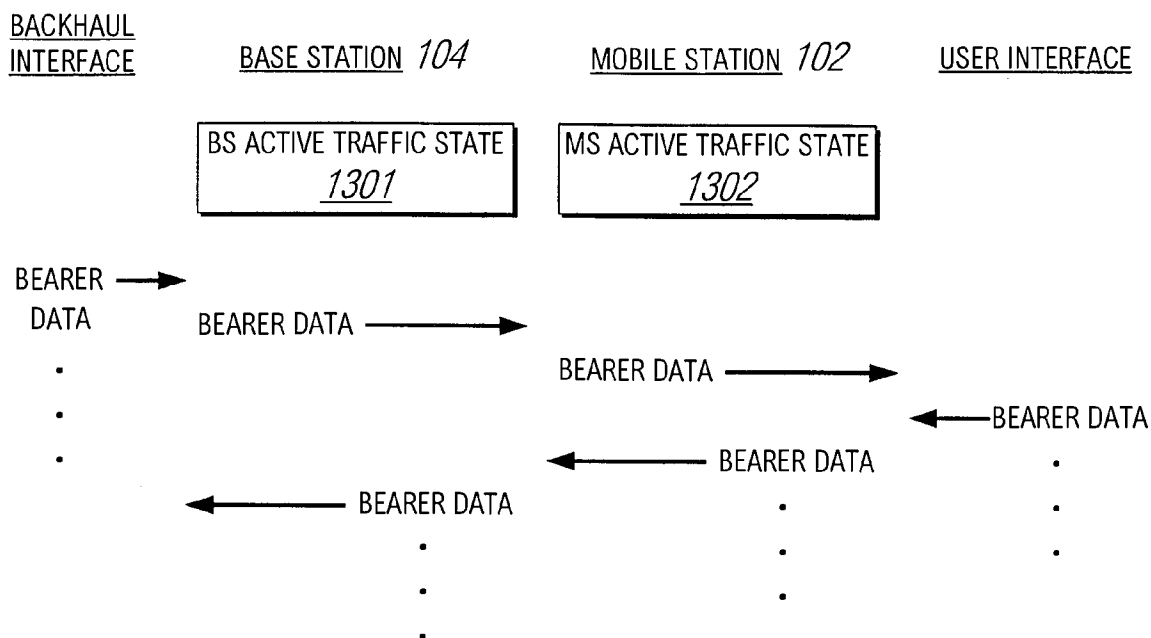 BACKHAUL
INTERFACE
BASE STATION 104
MOBILE STATION 102
USER INTERFACE
BS ACTIVE TRAFFIC STATE
1301
MS ACTIVE TRAFFIC STATE
1302
BEARER
DATA
BEARER DATA
BEARER DATA
BEARER DATA
BEARER DATA
BEARER DATA